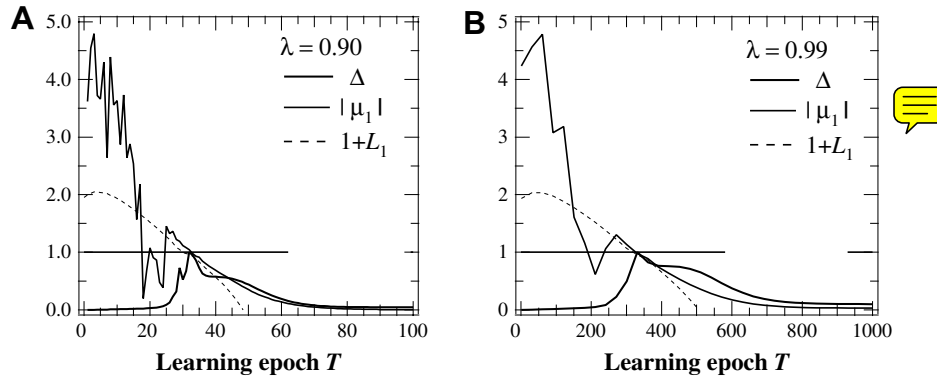 A
5.0
4.0
3.0
2.0
1.0
0.0
0
20
40
60
80
100
λ = 0.90
Δ
| μ1 |
1+L1
Learning epoch T
B
5
4
3
2
1
0
0
200
400
600
800
1000
λ = 0.99
Δ
| μ1 |
1+L1
Learning epoch T